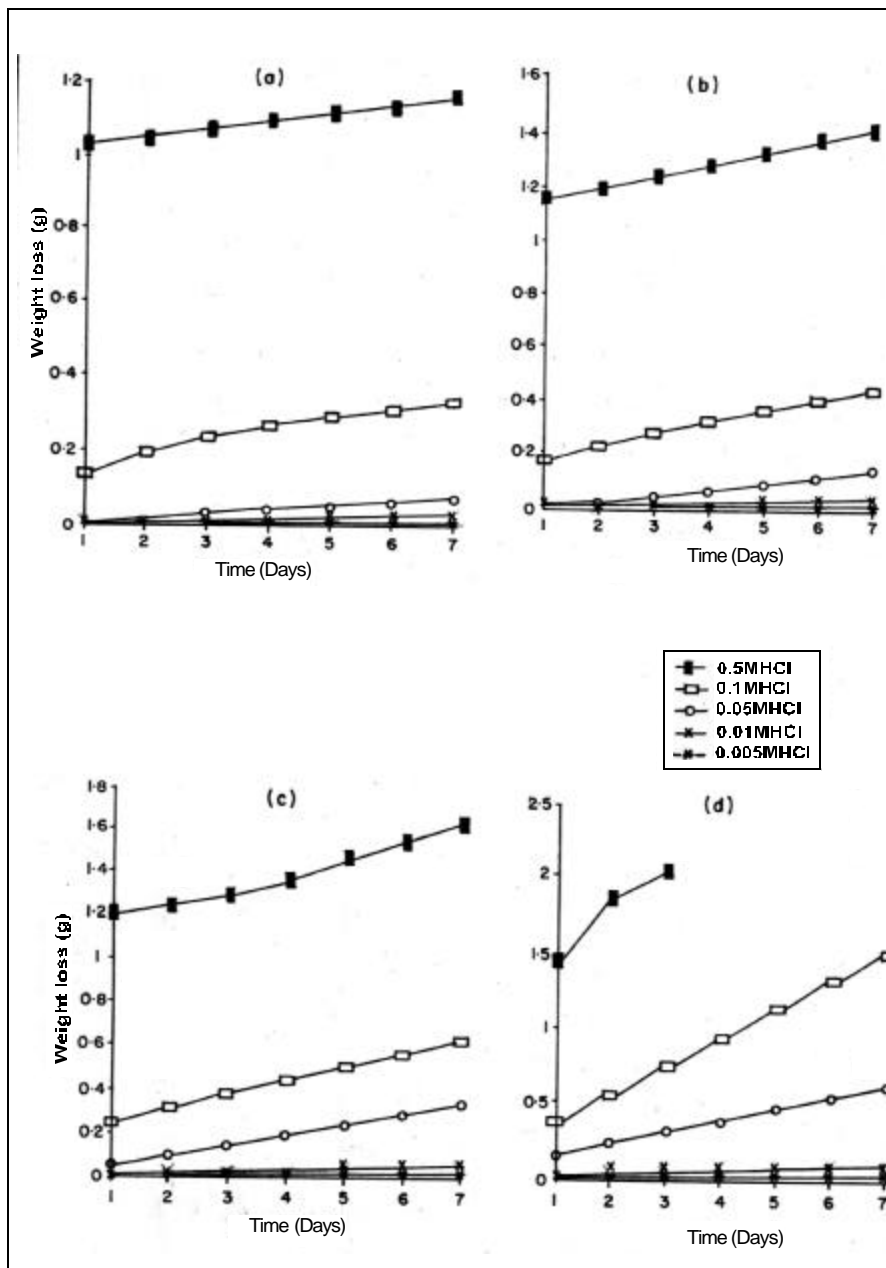 (a)
1·2
1
0·8
0·6
0·4
0·2
0
Weight loss (g)
1 2 3 4 5 6 7
Time (Days)
(b)
1·6
1·4
1·2
1
0·8
0·6
0·4
0·2
0
1 2 3 4 5 6 7
Time (Days)
0.5MHCl
0.1MHCl
0.05MHCl
0.01MHCl
0.005MHCl
(c)
1·8
1·6
1·4
1·2
1
0·8
0·6
0·4
0·2
0
Weight loss (g)
1 2 3 4 5 6 7
Time (Days)
(d)
2·5
2
1·5
1
0·5
0
1 2 3 4 5 6 7
Time (Days)